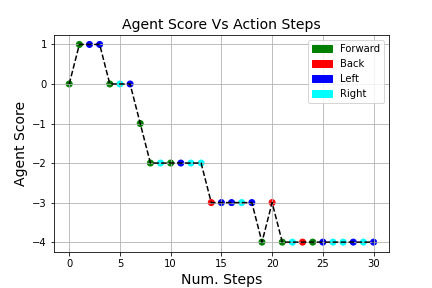 Agent Score Vs Action Steps
Forward
Back
Left
Right
1
0
−1
−2
−3
−4
Agent Score
0 5 10 15 20 25 30
Num. Steps